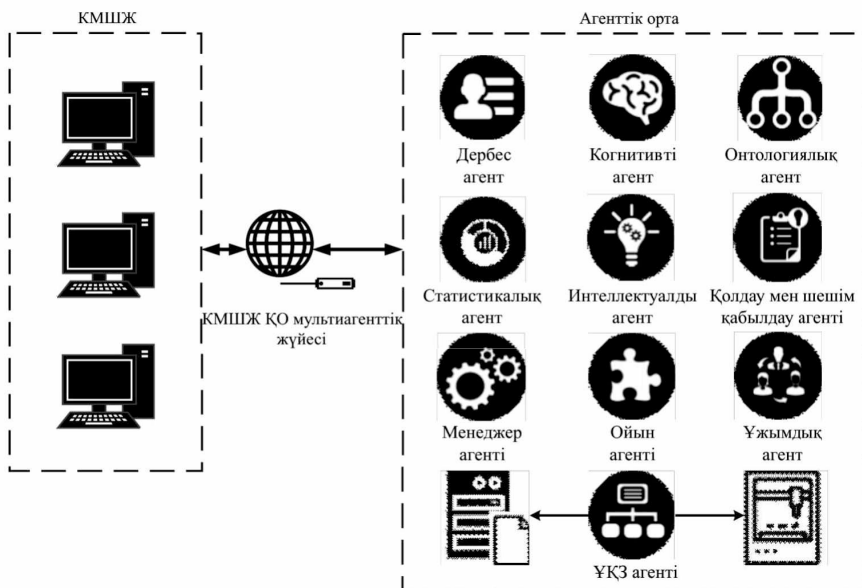 КМШЖ
Агенттік орта
Дербес
агент
Когнитивті
агент
Онтологиялық
агент
Статистикалық
агент
Интеллектуалды
агент
Қолдау мен шешім
қабылдау агенті
КМШЖ ҚО мультиагенттік
жүйесі
Менеджер
агенті
Ойын
агенті
Ұжымдық
агент
ҰҚЗ агенті